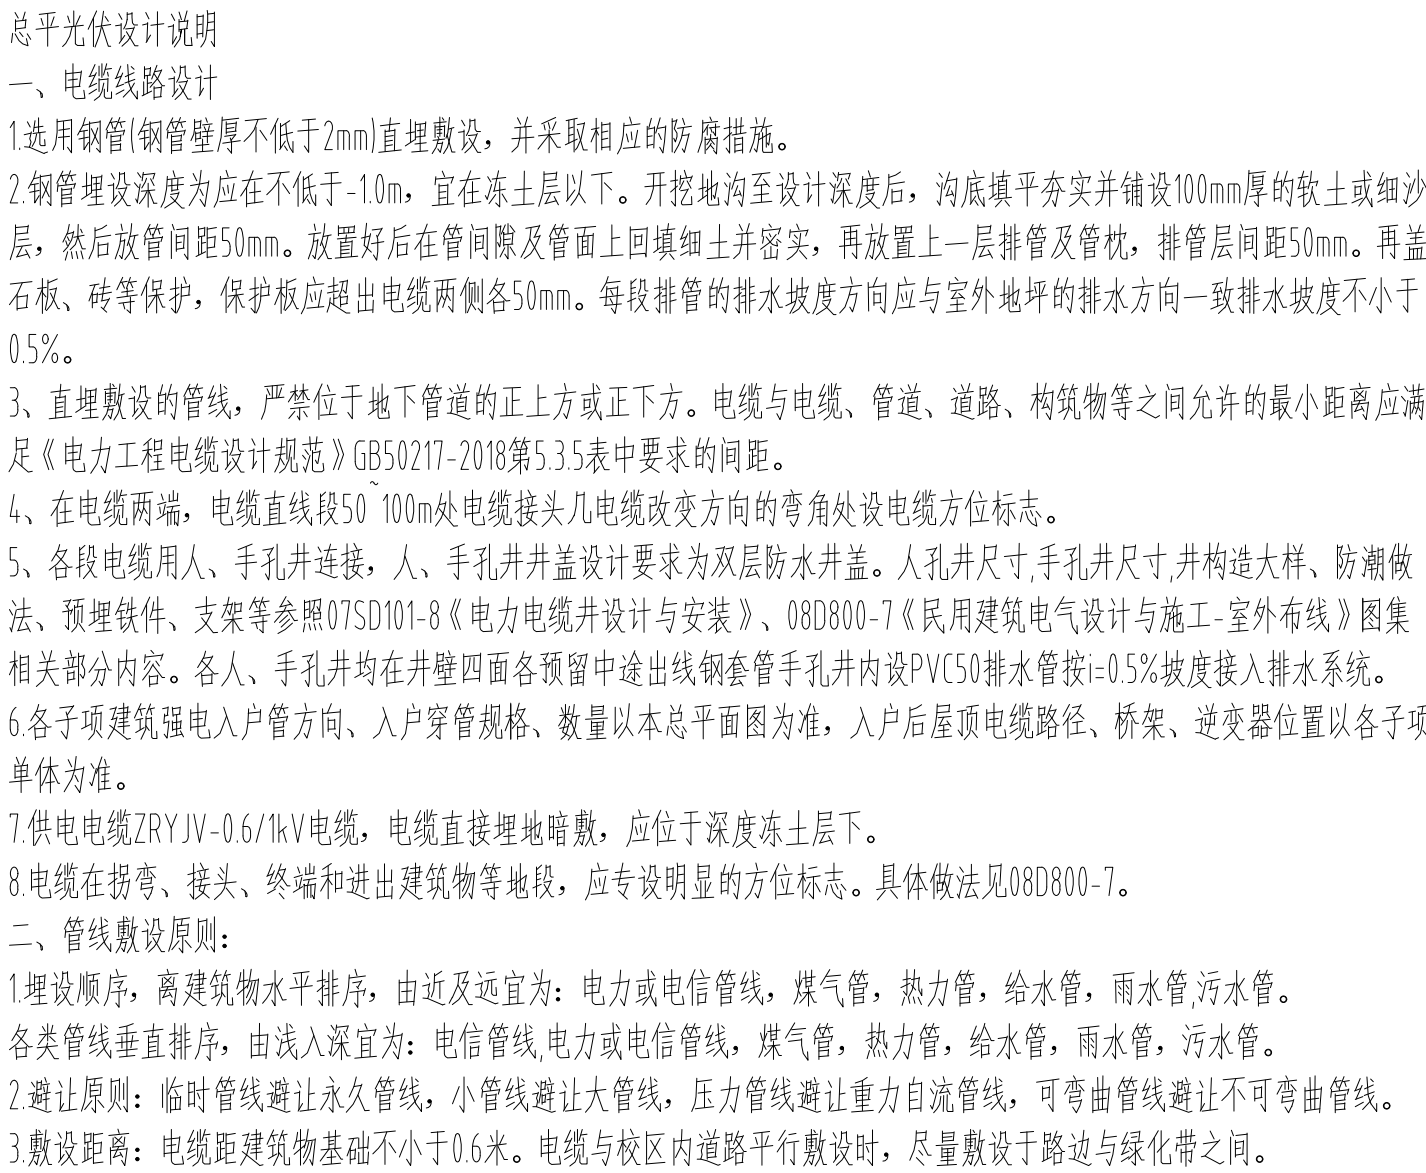 总平光伏设计说明
一、电缆线路设计
1.选用钢管(钢管壁厚不低于2mm)直埋敷设，并采取相应的防腐措施。
2.钢管埋设深度为应在不低于-1.0m，宜在冻土层以下。开挖地沟至设计深度后，沟底填平夯实并铺设100mm厚的软土或细沙
层，然后放管间距50mm。放置好后在管间隙及管面上回填细土并密实，再放置上一层排管及管枕，排管层间距50mm。再盖
石板、砖等保护，保护板应超出电缆两侧各50mm。每段排管的排水坡度方向应与室外地坪的排水方向一致排水坡度不小于
0.5%。
3、直埋敷设的管线，严禁位于地下管道的正上方或正下方。电缆与电缆、管道、道路、构筑物等之间允许的最小距离应满
足《电力工程电缆设计规范》GB50217-2018第5.3.5表中要求的间距。
4、在电缆两端，电缆直线段50~100m处电缆接头几电缆改变方向的弯角处设电缆方位标志。
5、各段电缆用人、手孔井连接，人、手孔井井盖设计要求为双层防水井盖。人孔井尺寸,手孔井尺寸,井构造大样、防潮做
法、预埋铁件、支架等参照07SD101-8《电力电缆井设计与安装》、08D800-7《民用建筑电气设计与施工-室外布线》图集
相关部分内容。各人、手孔井均在井壁四面各预留中途出线钢套管手孔井内设PVC50排水管按i=0.5%坡度接入排水系统。
6.各子项建筑强电入户管方向、入户穿管规格、数量以本总平面图为准，入户后屋顶电缆路径、桥架、逆变器位置以各子项
单体为准。
7.供电电缆ZRYJV-0.6/1kV电缆，电缆直接埋地暗敷，应位于深度冻土层下。
8.电缆在拐弯、接头、终端和进出建筑物等地段，应专设明显的方位标志。具体做法见08D800-7。
二、管线敷设原则：
1.埋设顺序，离建筑物水平排序，由近及远宜为：电力或电信管线，煤气管，热力管，给水管，雨水管,污水管。
各类管线垂直排序，由浅入深宜为：电信管线,电力或电信管线，煤气管，热力管，给水管，雨水管，污水管。
2.避让原则：临时管线避让永久管线，小管线避让大管线，压力管线避让重力自流管线，可弯曲管线避让不可弯曲管线。
3.敷设距离：电缆距建筑物基础不小于0.6米。电缆与校区内道路平行敷设时，尽量敷设于路边与绿化带之间。